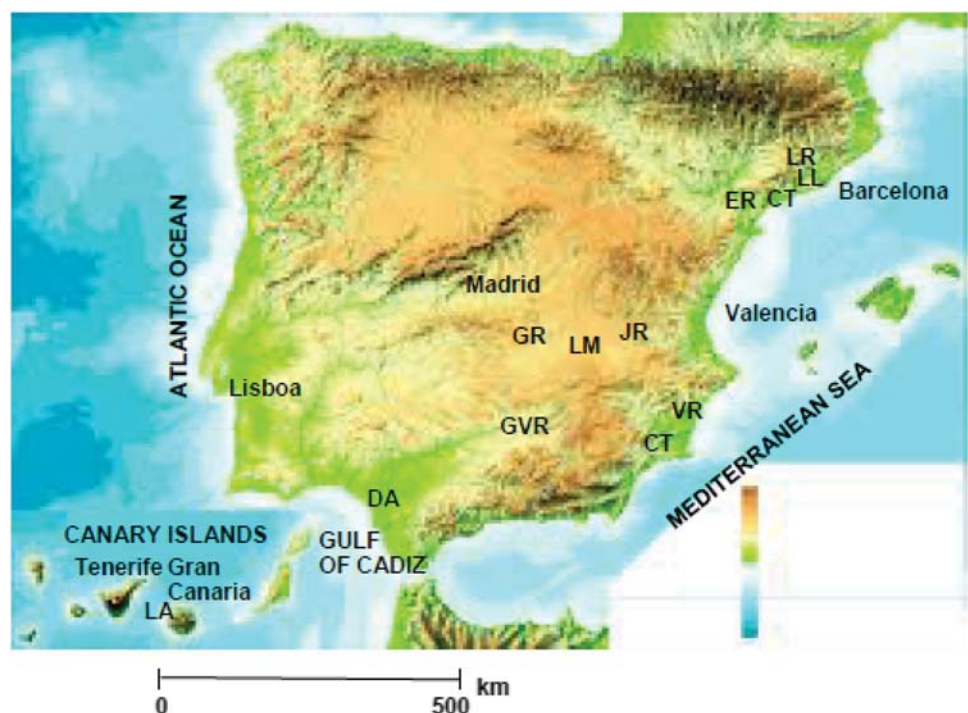 LR
LL
ER CT
Barcelona
ATLANTIC OCEAN
Madrid
Valencia
GR
LM
JR
Lisboa
VR
GVR
CT
MEDITERRANEAN SEA
DA
CANARY ISLANDS
GULF
OF CADIZ
Tenerife Gran
Canaria
LA
km
0
500